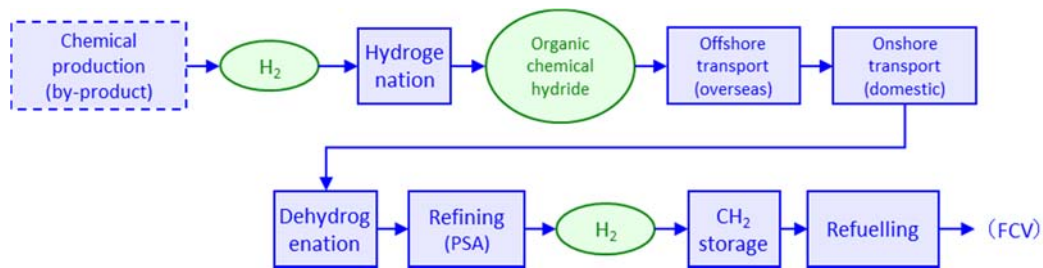 Chemical
production
(by-product)
H₂
Hydroge
nation
Organic
chemical
hydride
Offshore
transport
(overseas)
Onshore
transport
(domestic)
Dehydrog
enation
Refining
(PSA)
H₂
CH₂
storage
Refuelling
(FCV)